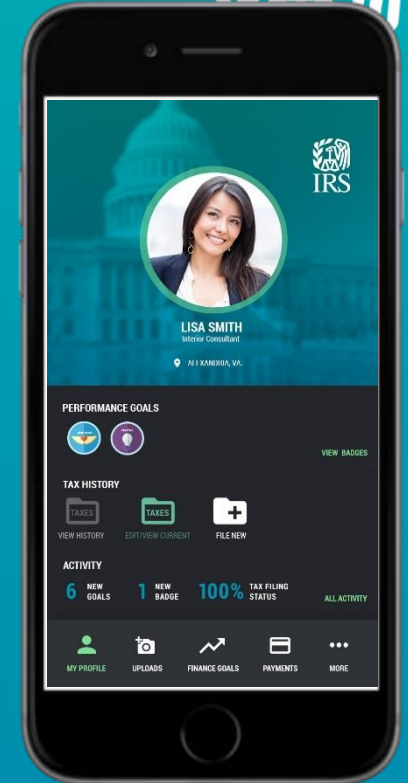 IRS
LISA SMITH
Interior Consultant
ALEXANDRIA, VA.
PERFORMANCE GOALS
VIEW BADGES
TAX HISTORY
TAXES
TAXES
VIEW HISTORY
EDIT/VIEW CURRENT
FILE NEW
ACTIVITY
6 NEW GOALS
1 NEW BADGE
100% TAX FILING STATUS
ALL ACTIVITY
MY PROFILE
UPLOADS
FINANCE GOALS
PAYMENTS
MORE